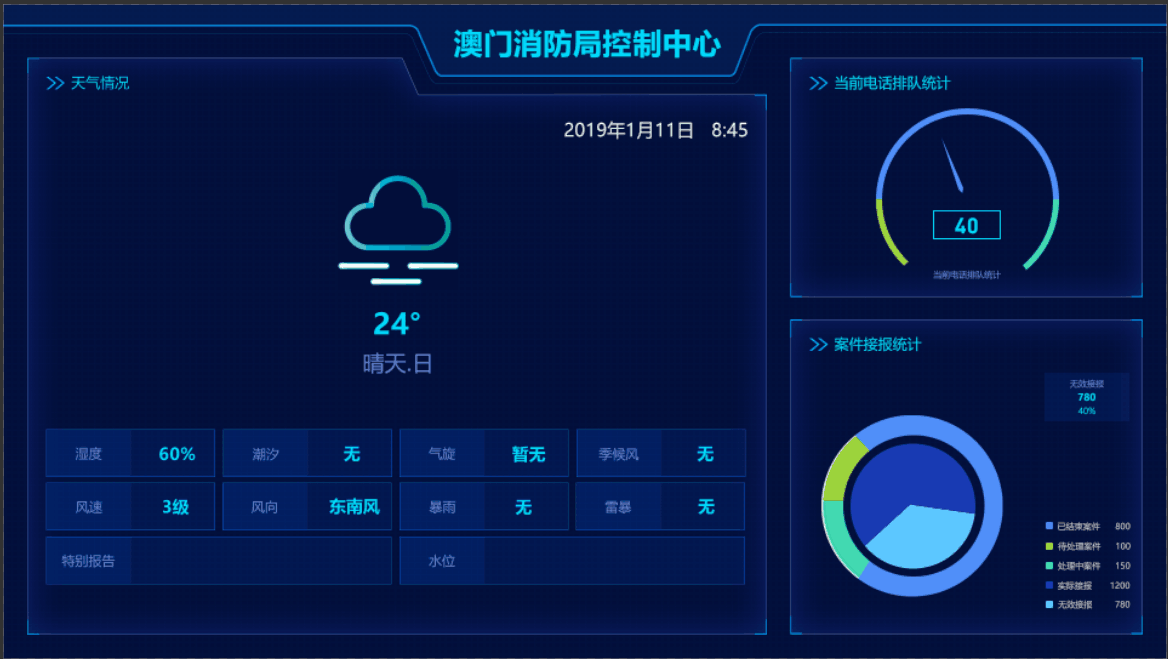 澳门消防局控制中心
天气情况
2019年1月11日 8:45
24°
晴天.日
湿度 60% 潮汐 无 气旋 暂无 季候风 无
风速 3级 风向 东南风 暴雨 无 雷暴 无
特别报告 水位
当前电话排队统计
40
当前电话排队统计
案件接报统计
无效接报
780
40%
已结束案件 800
待处理案件 100
处理中案件 150
实际接报 1200
无效接报 780